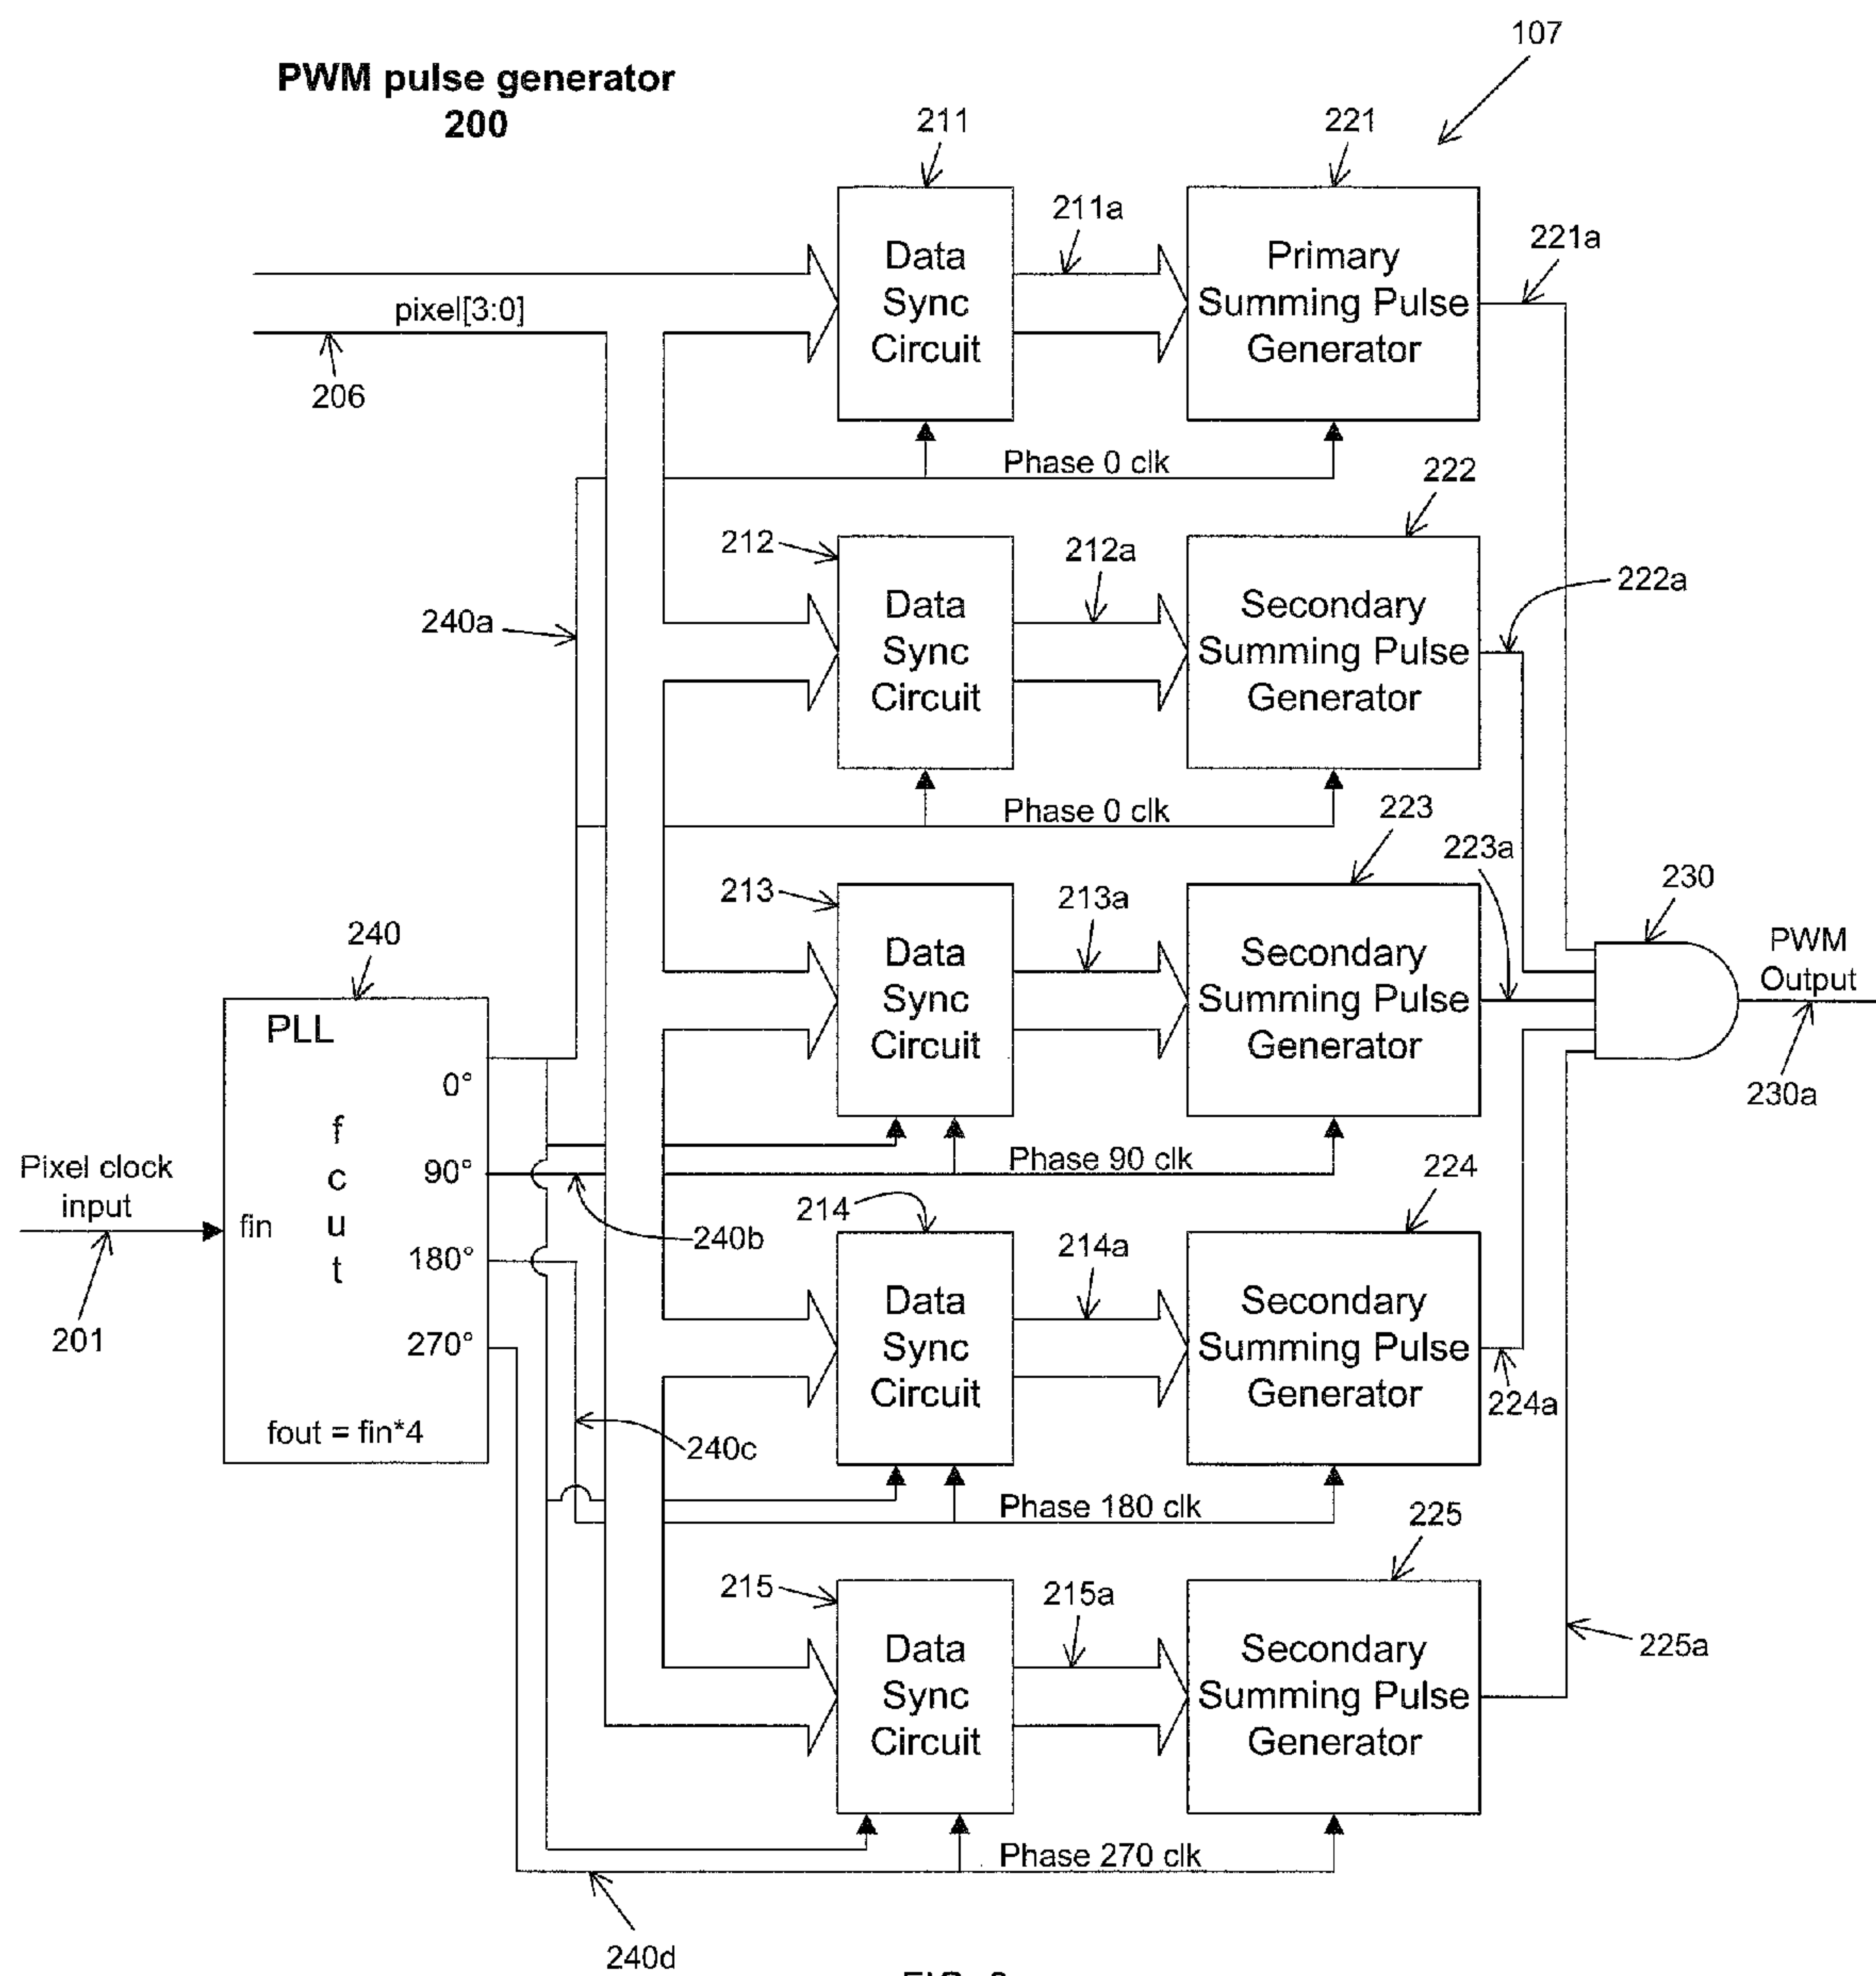 PWM pulse generator
200
107
211
221
211a
221a
Data
Sync
Circuit
Primary
Summing Pulse
Generator
pixel[3:0]
206
Phase 0 clk
222
212
212a
222a
240a
Data
Sync
Circuit
Secondary
Summing Pulse
Generator
Phase 0 clk
223
223a
213
213a
230
240
Data
Sync
Circuit
Secondary
Summing Pulse
Generator
PWM
Output
230a
PLL
0°
f
c
u
t
90°
180°
270°
Pixel clock
input
fin
201
fout = fin*4
Phase 90 clk
224
214
240b
214a
Data
Sync
Circuit
Secondary
Summing Pulse
Generator
224a
240c
Phase 180 clk
225
215
215a
225a
Data
Sync
Circuit
Secondary
Summing Pulse
Generator
Phase 270 clk
240d